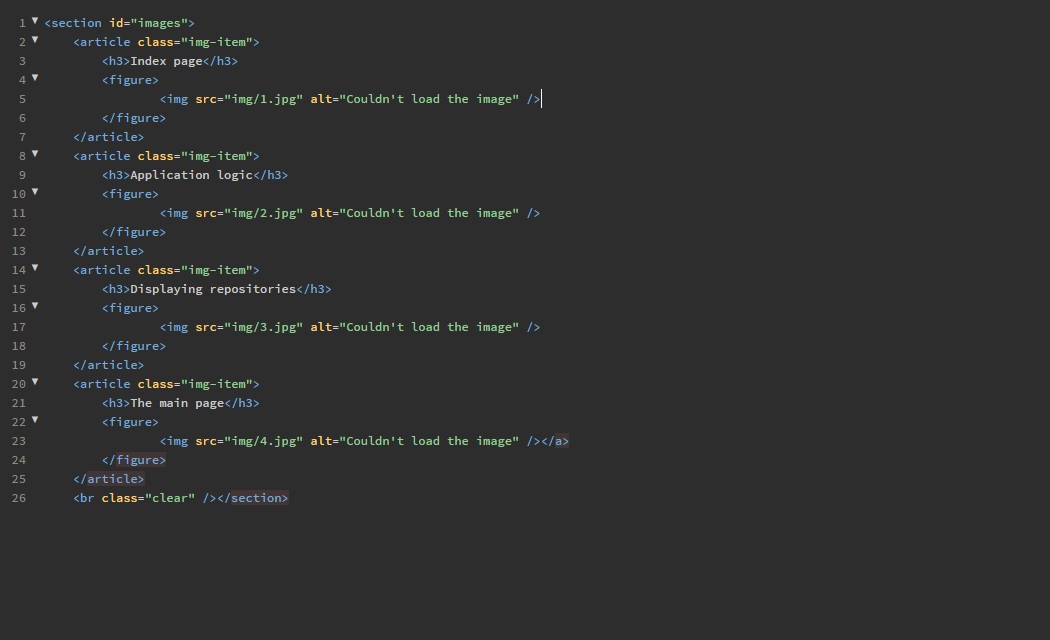 1 ▼ <section id="images">
2 ▼ <article class="img-item">
3 <h3>Index page</h3>
4 ▼ <figure>
5 <img src="img/1.jpg" alt="Couldn't load the image" />
6 </figure>
7 </article>
8 ▼ <article class="img-item">
9 <h3>Application logic</h3>
10 ▼ <figure>
11 <img src="img/2.jpg" alt="Couldn't load the image" />
12 </figure>
13 </article>
14 ▼ <article class="img-item">
15 <h3>Displaying repositories</h3>
16 ▼ <figure>
17 <img src="img/3.jpg" alt="Couldn't load the image" />
18 </figure>
19 </article>
20 ▼ <article class="img-item">
21 <h3>The main page</h3>
22 ▼ <figure>
23 <img src="img/4.jpg" alt="Couldn't load the image" /></a>
24 </figure>
25 </article>
26 <br class="clear" /></section>